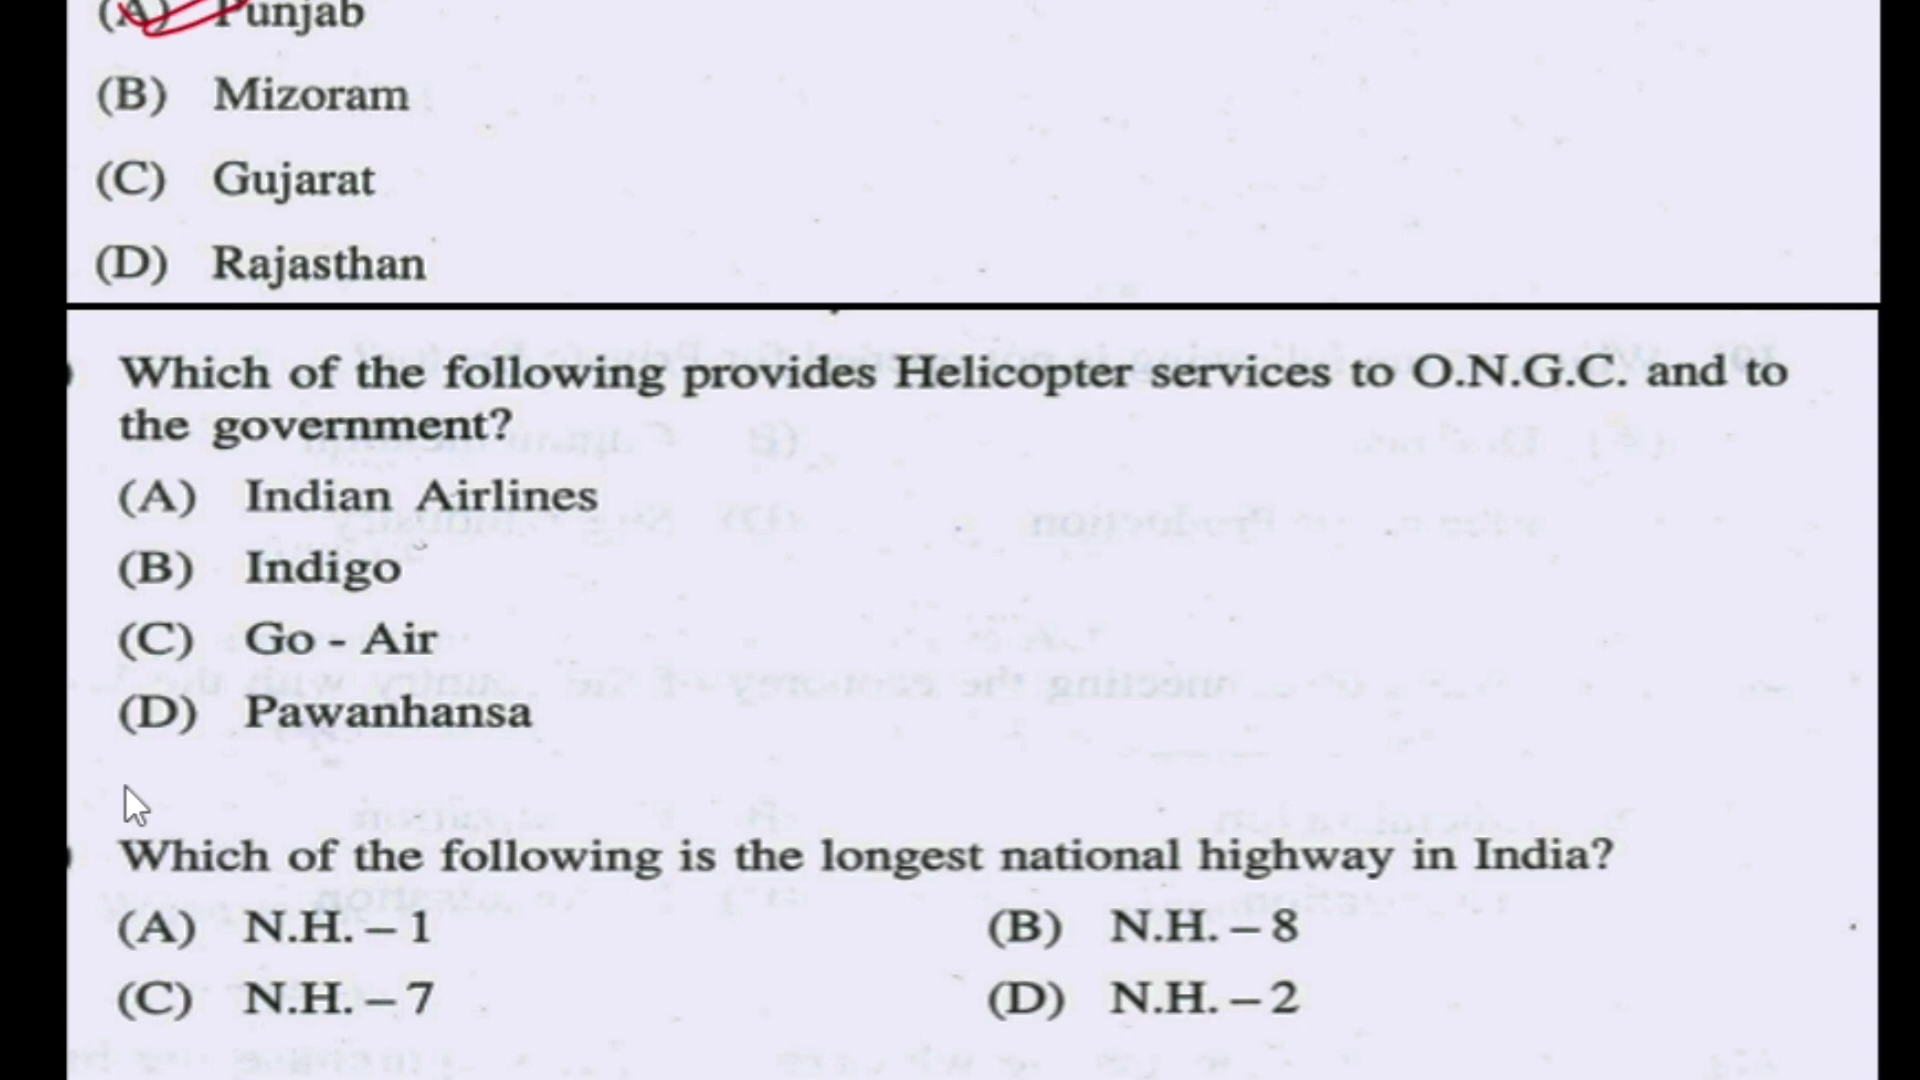 (A) Punjab
(B) Mizoram
(C) Gujarat
(D) Rajasthan
Which of the following provides Helicopter services to O.N.G.C. and to
the government?
(A) Indian Airlines
(B) Indigo
(C) Go - Air
(D) Pawanhansa
Which of the following is the longest national highway in India?
(A) N.H. – 1 (B) N.H. – 8
(C) N.H. – 7 (D) N.H. – 2